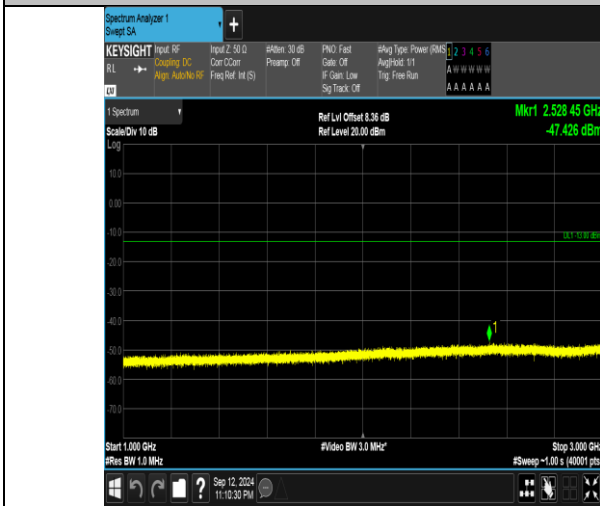 Spectrum Analyzer 1
Swept SA
+
KEYSIGHT
RL
Input: RF
Coupling: DC
Align: Auto/No RF
Input Z: 50 Ω
Corr CCorr
Freq Ref: Int (S)
#Atten: 30 dB
Preamp: Off
PNO: Fast
Gate: Off
IF Gain: Low
Sig Track: Off
#Avg Type: Power (RMS
Avg|Hold: 1/1
Trig: Free Run
1 2 3 4 5 6
A W W W W W
A A A A A A
1 Spectrum
Scale/Div 10 dB
Log
Ref Lvl Offset 8.36 dB
Ref Level 20.00 dBm
Mkr1 2.528 45 GHz
-47.426 dBm
10.0
0.00
-10.0
DL1 -13.00 dBm
-20.0
-30.0
-40.0
1
-50.0
-60.0
-70.0
Start 1.000 GHz
#Res BW 1.0 MHz
#Video BW 3.0 MHz*
Stop 3.000 GHz
#Sweep ~1.00 s (40001 pts
?
Sep 12, 2024
11:10:30 PM